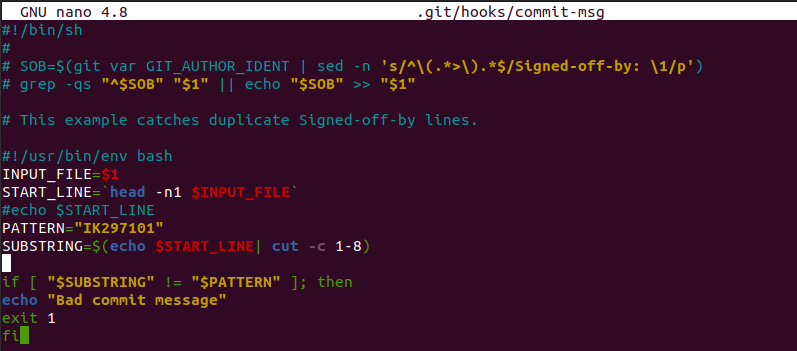 GNU nano 4.8 .git/hooks/commit-msg
#!/bin/sh
#
# SOB=$(git var GIT_AUTHOR_IDENT | sed -n 's/^\(.*>\).*$/Signed-off-by: \1/p')
# grep -qs "^$SOB" "$1" || echo "$SOB" >> "$1"
# This example catches duplicate Signed-off-by lines.
#!/usr/bin/env bash
INPUT_FILE=$1
START_LINE=`head -n1 $INPUT_FILE`
#echo $START_LINE
PATTERN="IK297101"
SUBSTRING=$(echo $START_LINE| cut -c 1-8)
if [ "$SUBSTRING" != "$PATTERN" ]; then
echo "Bad commit message"
exit 1
fi